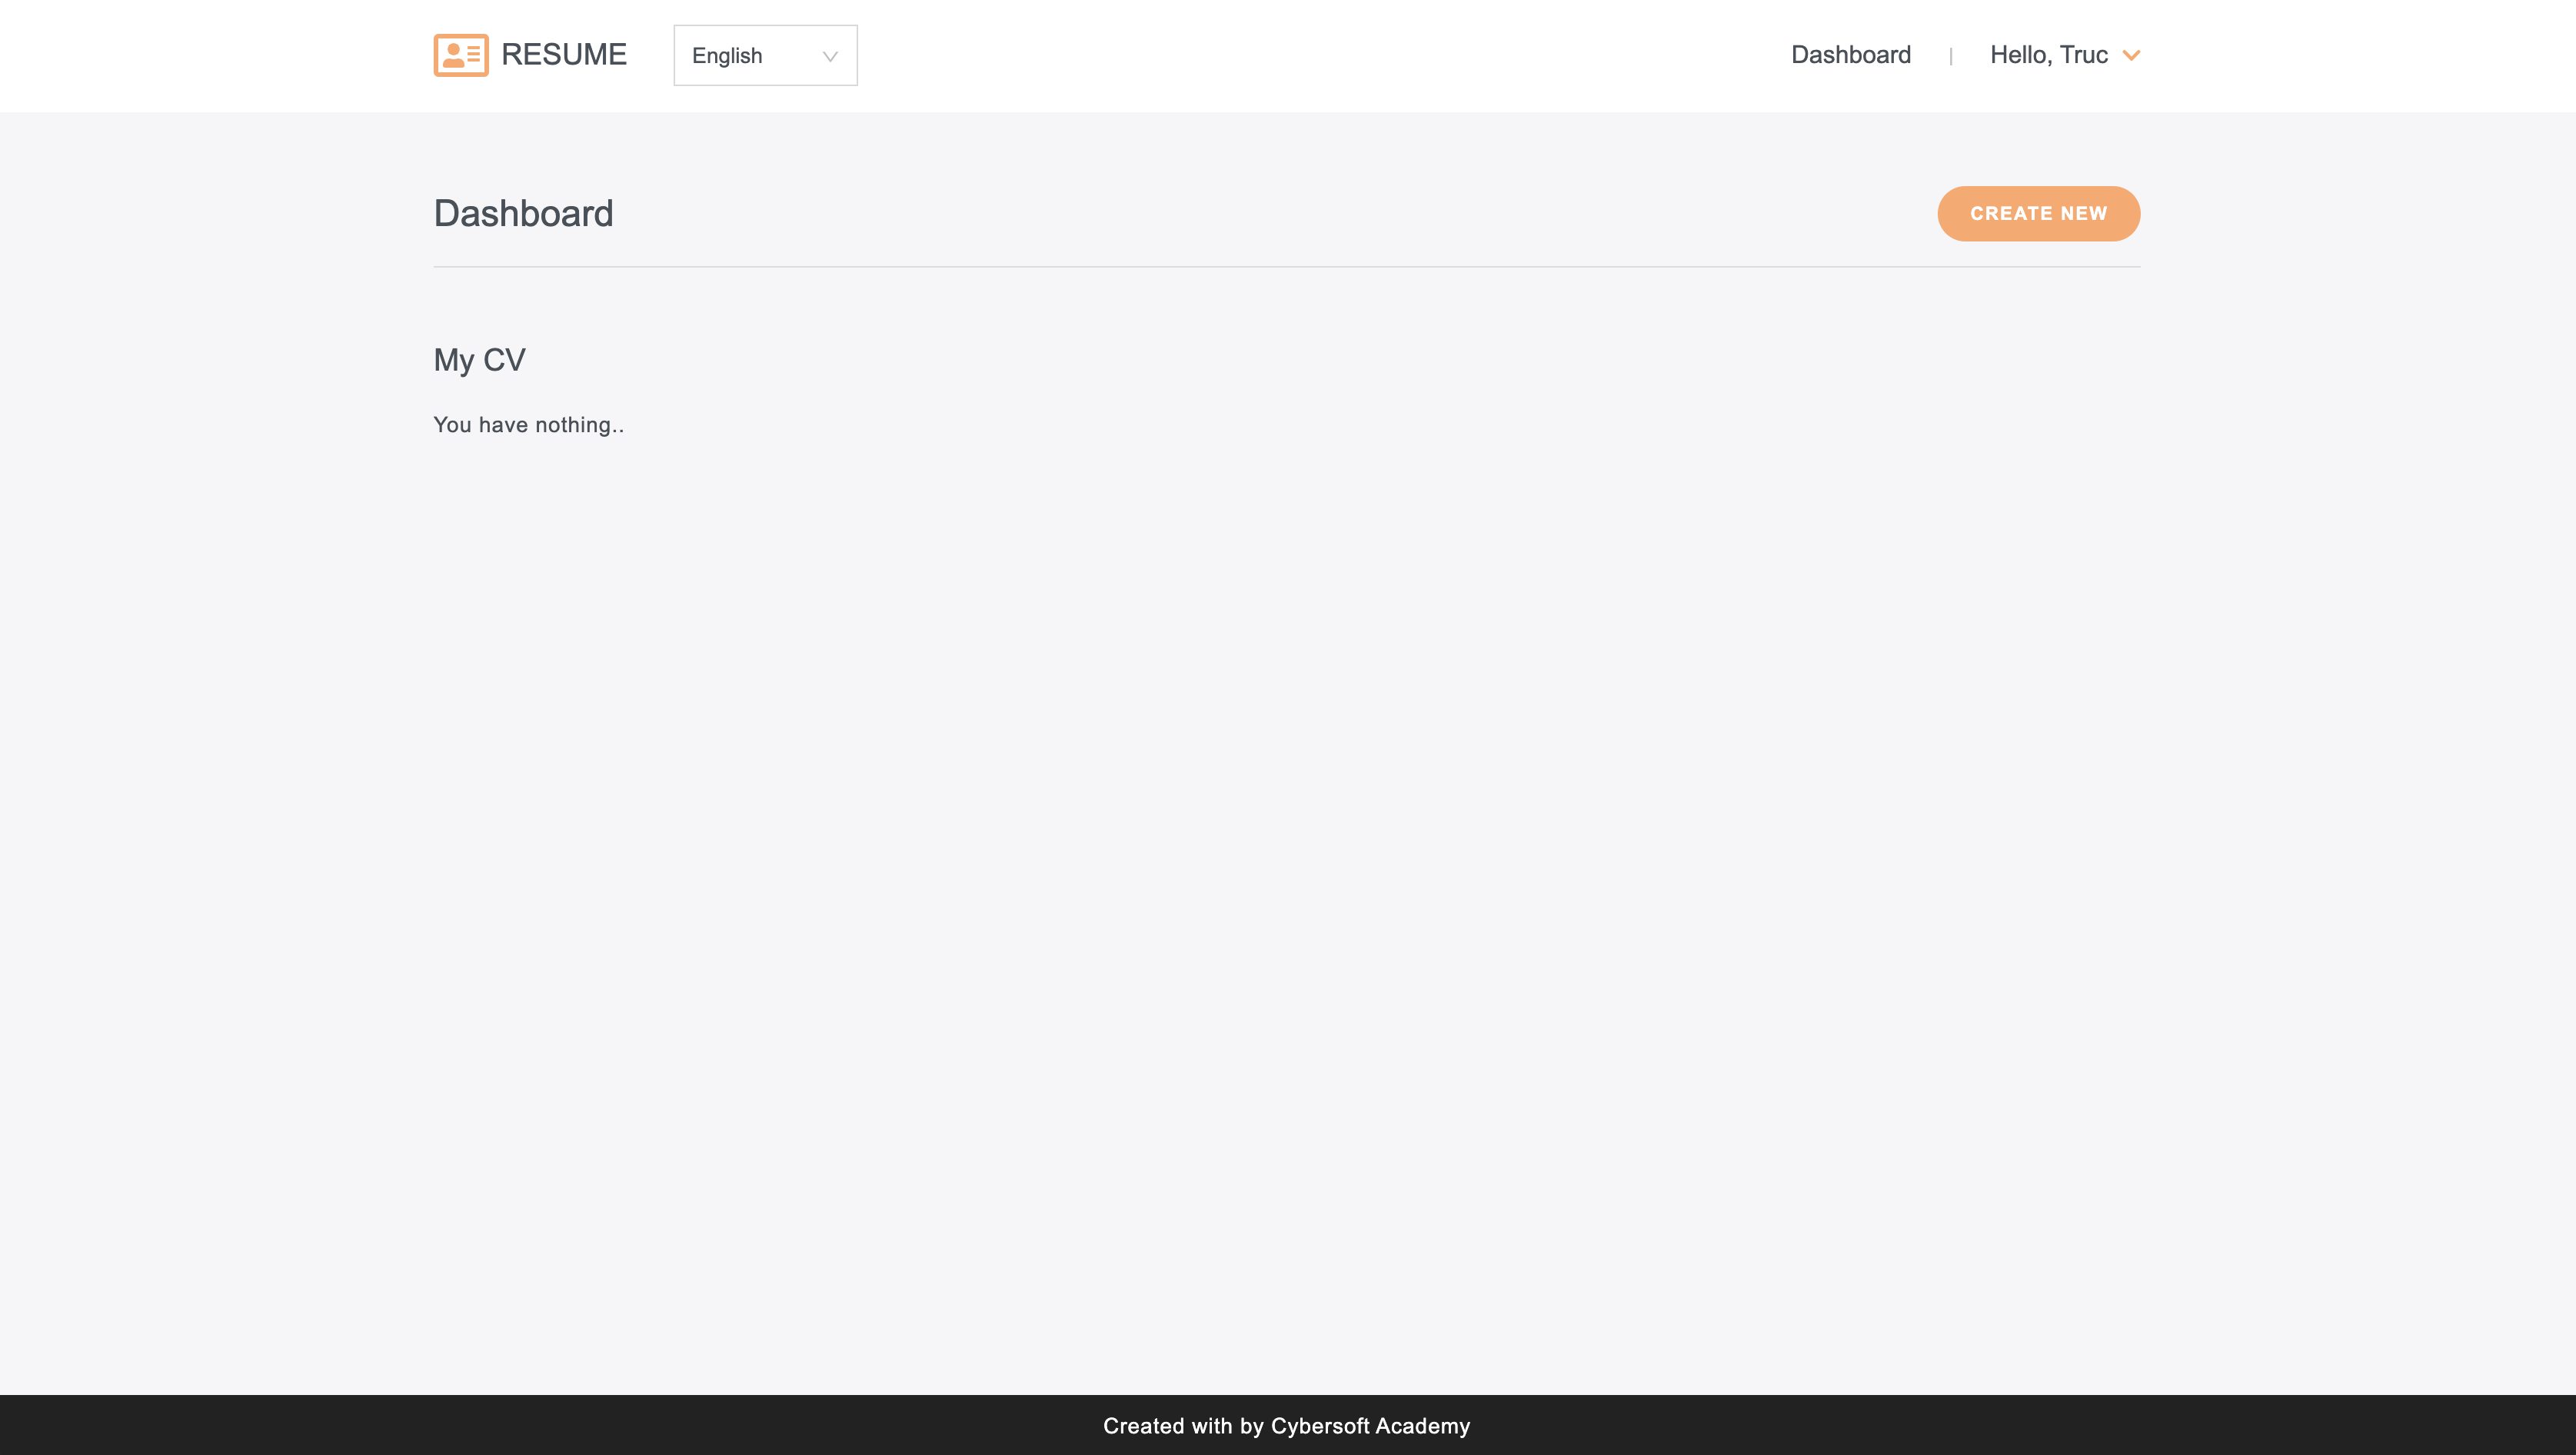 RESUME
English
Dashboard | Hello, Truc
Dashboard
CREATE NEW
My CV
You have nothing..
Created with by Cybersoft Academy